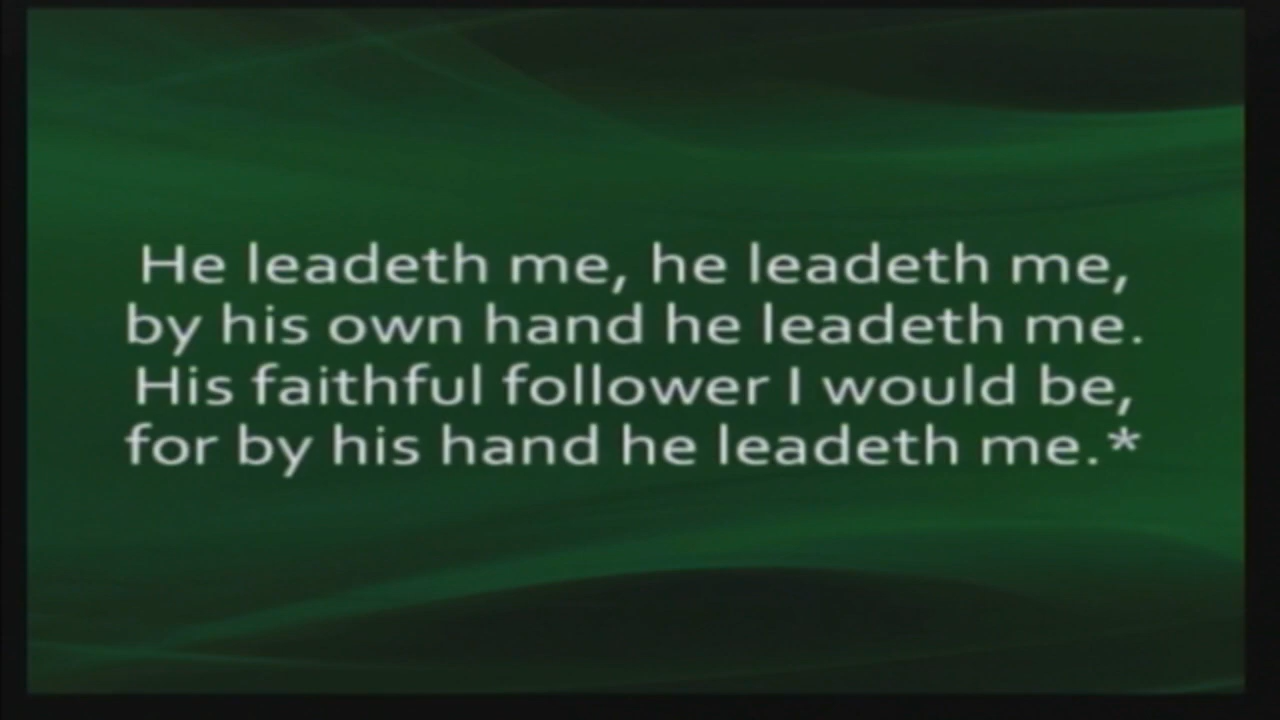 He leadeth me, he leadeth me,
by his own hand he leadeth me.
His faithful follower I would be,
for by his hand he leadeth me.*